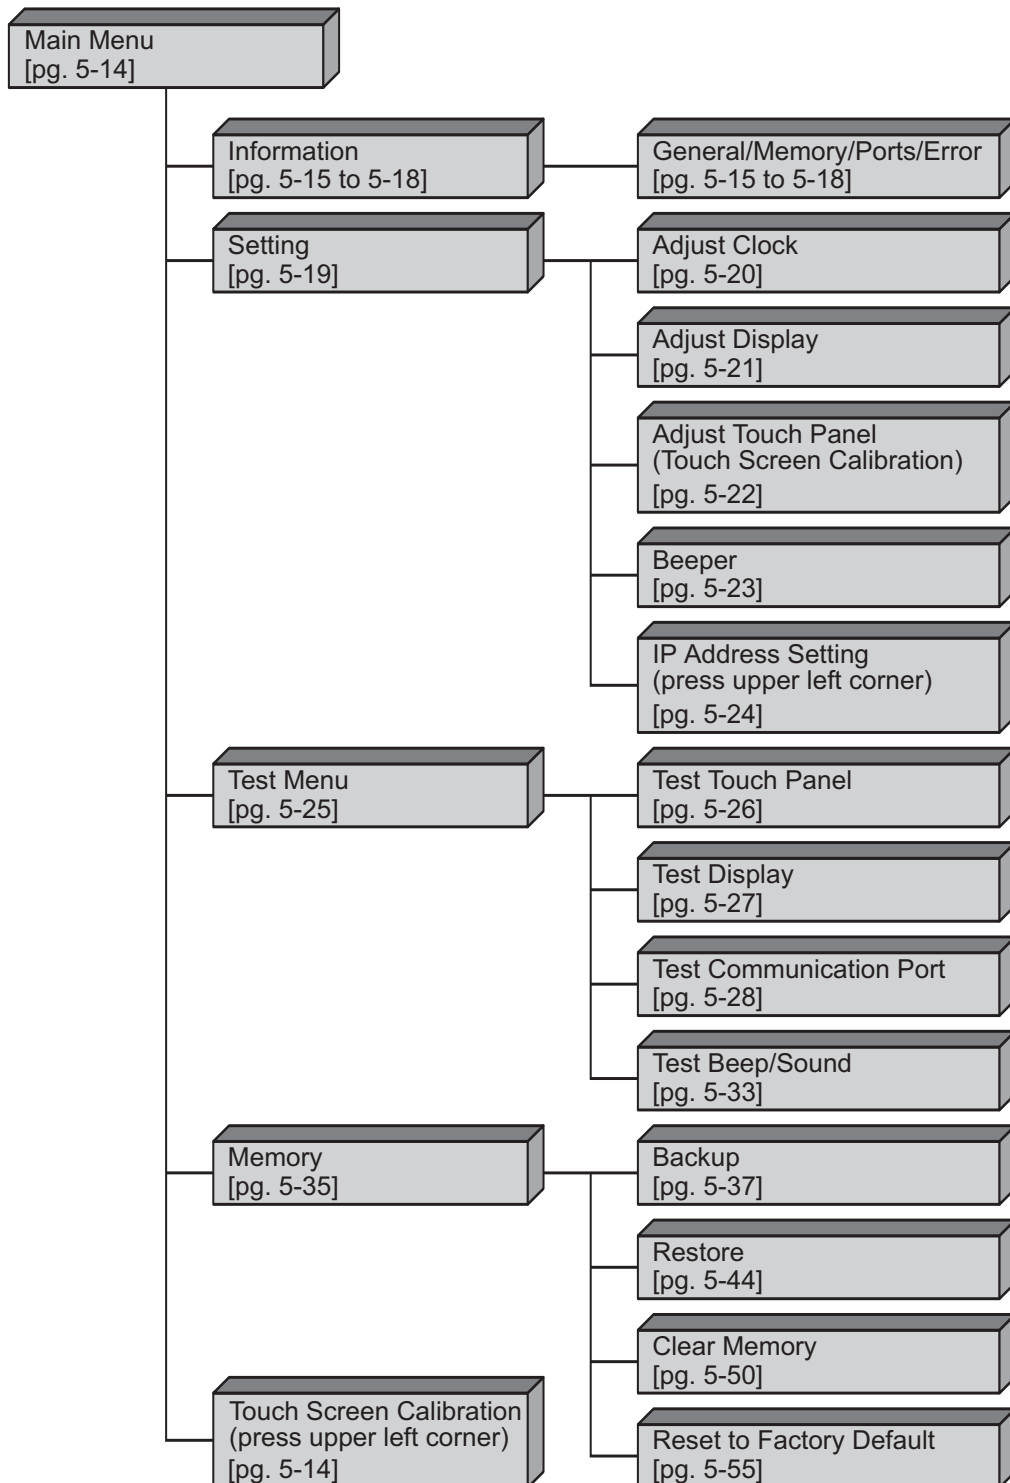 Main Menu
[pg. 5-14]
Information
[pg. 5-15 to 5-18]
General/Memory/Ports/Error
[pg. 5-15 to 5-18]
Setting
[pg. 5-19]
Adjust Clock
[pg. 5-20]
Adjust Display
[pg. 5-21]
Adjust Touch Panel
(Touch Screen Calibration)
[pg. 5-22]
Beeper
[pg. 5-23]
IP Address Setting
(press upper left corner)
[pg. 5-24]
Test Menu
[pg. 5-25]
Test Touch Panel
[pg. 5-26]
Test Display
[pg. 5-27]
Test Communication Port
[pg. 5-28]
Test Beep/Sound
[pg. 5-33]
Memory
[pg. 5-35]
Backup
[pg. 5-37]
Restore
[pg. 5-44]
Clear Memory
[pg. 5-50]
Touch Screen Calibration
(press upper left corner)
[pg. 5-14]
Reset to Factory Default
[pg. 5-55]